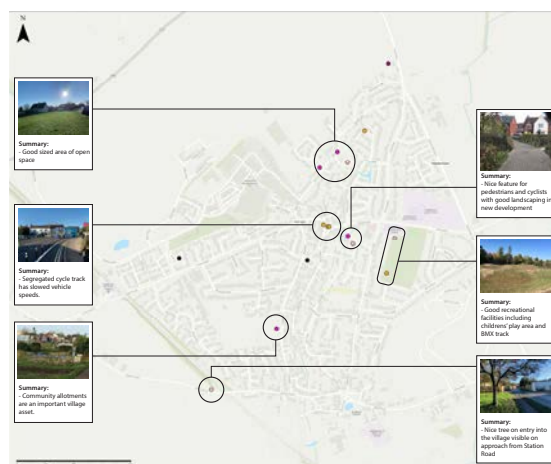 N
Summary:
- Good sized area of open
space
Summary:
- Segregated cycle track
has slowed vehicle
speeds.
Summary:
- Community allotments
are an important village
asset.
Summary:
- Nice feature for
pedestrians and cyclists
with good landscaping in
new development
Summary:
- Good recreational
facilities including
childrens' play area and
BMX track
Summary:
- Nice tree on entry into
the village visible on
approach from Station
Road